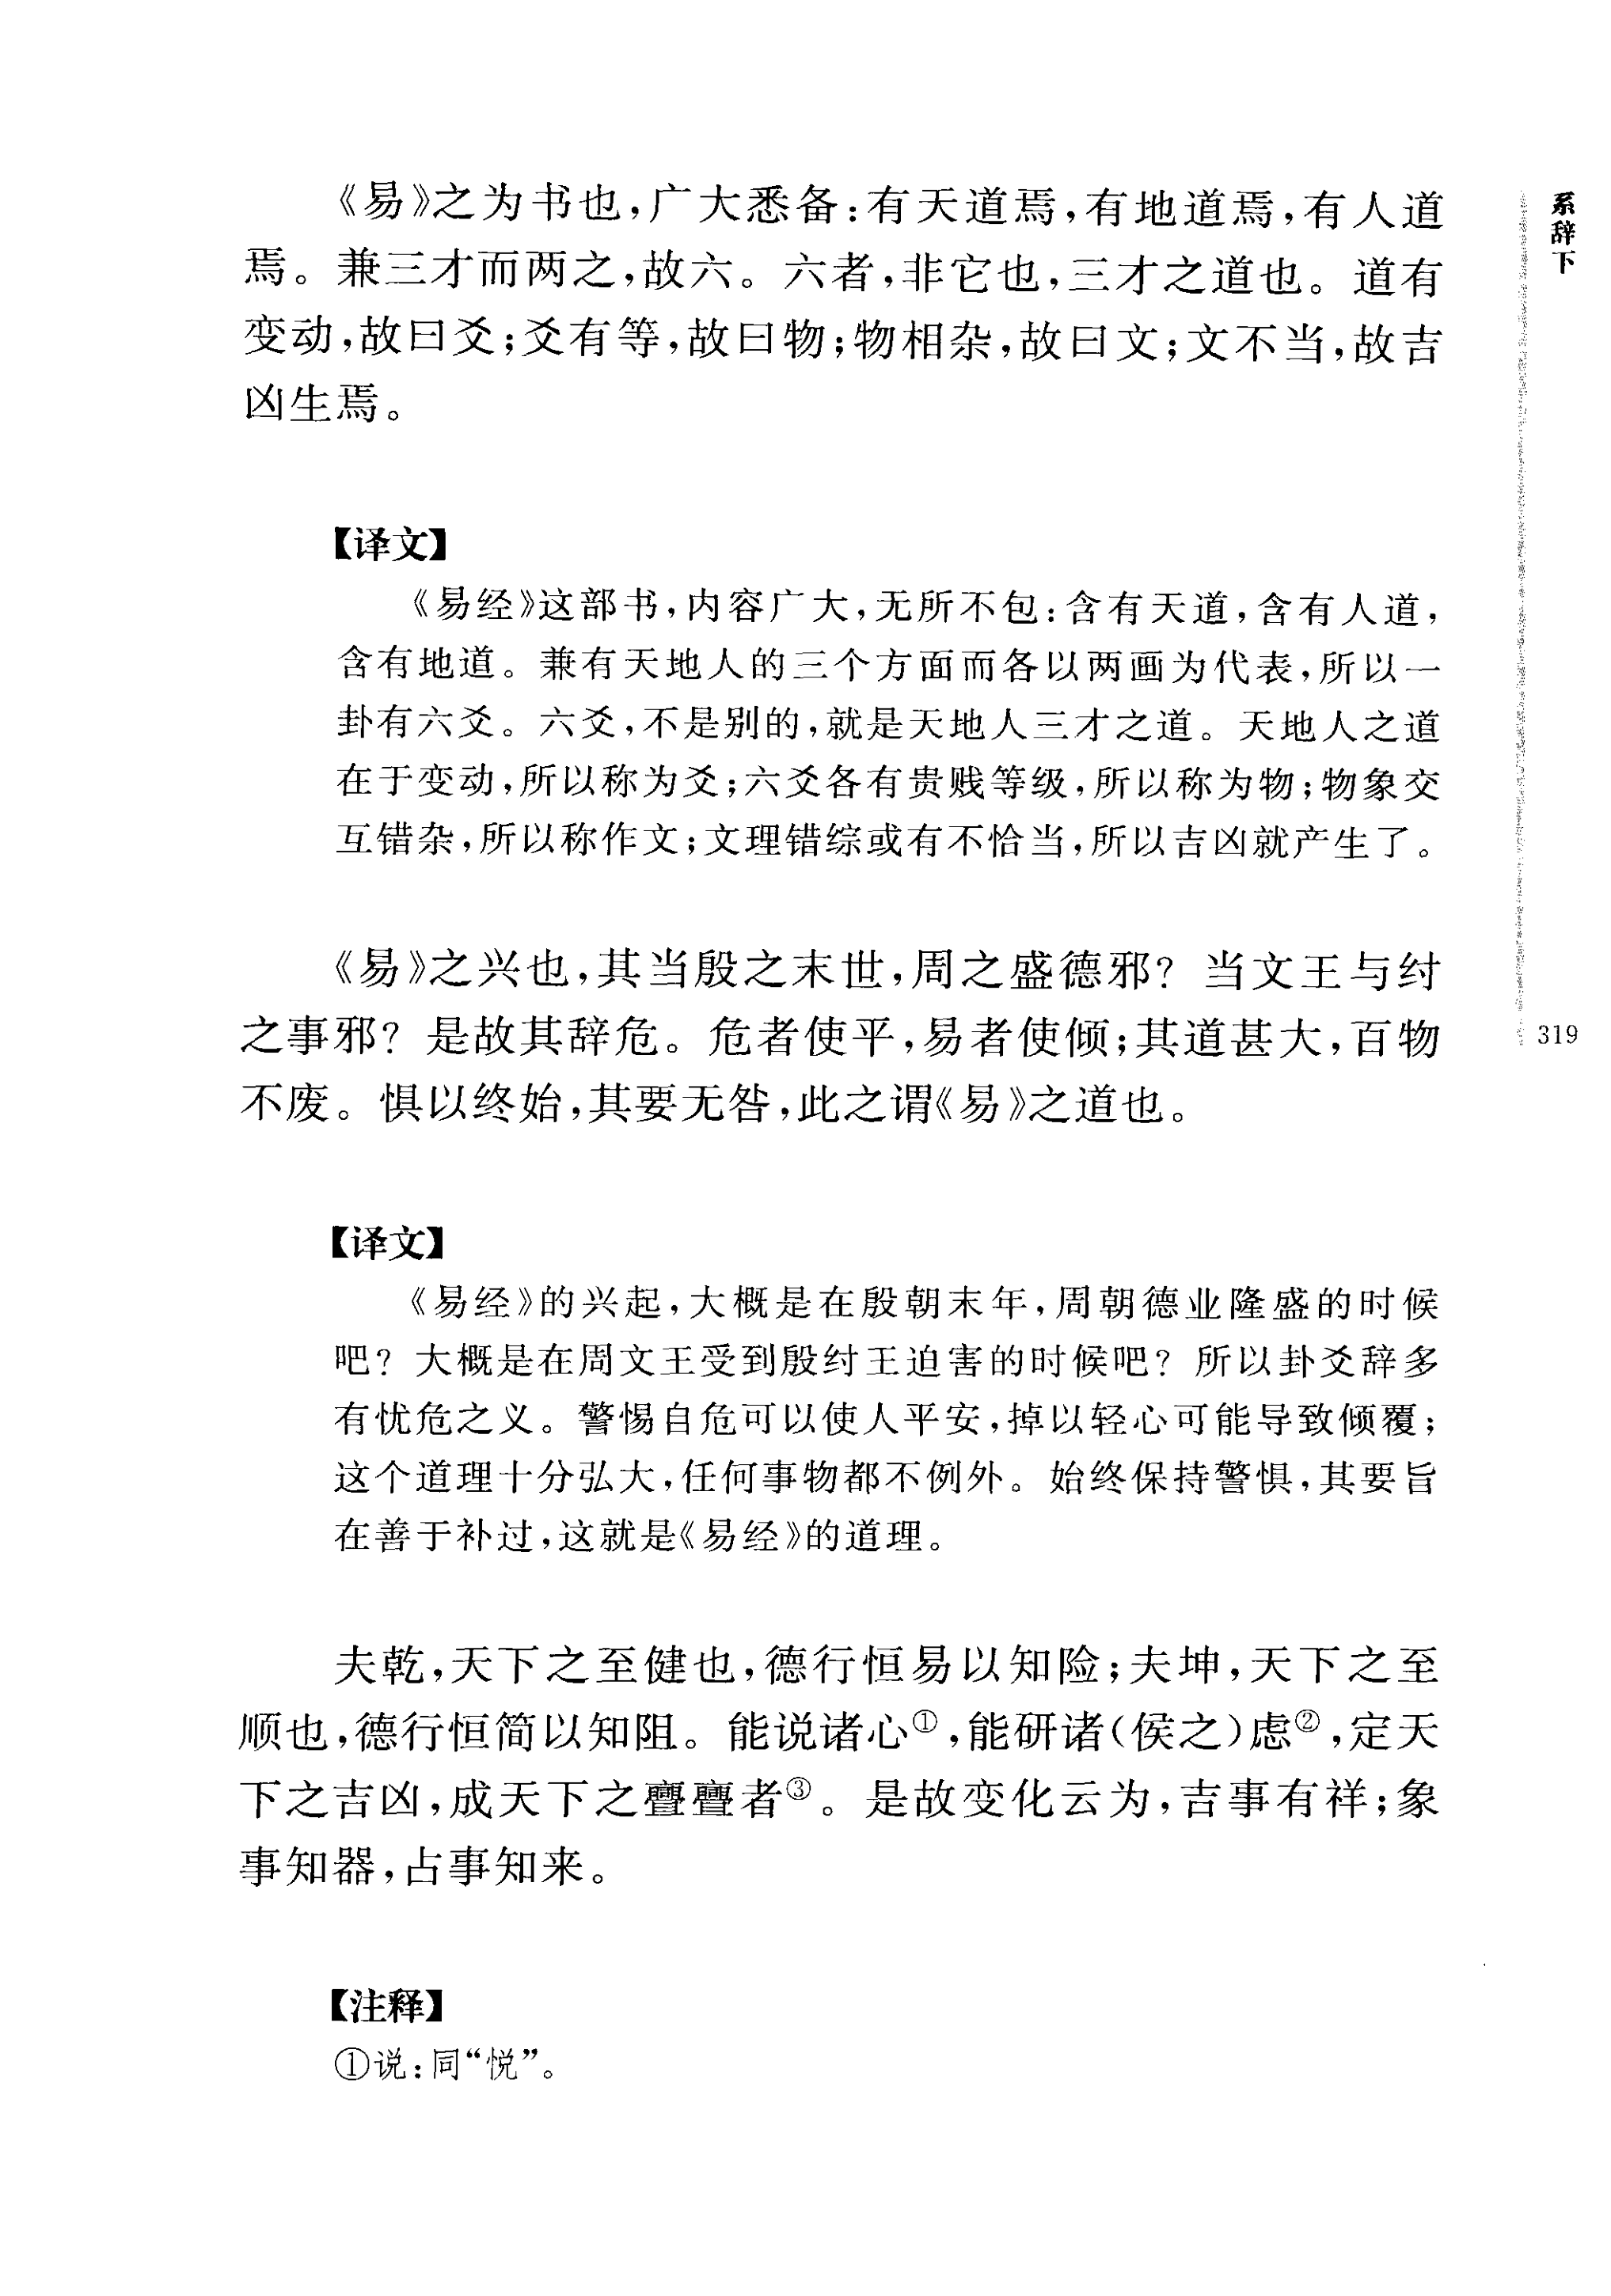 《易》之为书也，广大悉备：有天道焉，有地道焉，有人道
焉。兼三才而两之，故六。六者，非它也，三才之道也。道有
变动，故曰爻；爻有等，故曰物；物相杂，故曰文；文不当，故吉
凶生焉。
【译文】
《易经》这部书，内容广大，无所不包：含有天道，含有人道，
含有地道。兼有天地人的三个方面而各以两画为代表，所以一
卦有六爻。六爻，不是别的，就是天地人三才之道。天地人之道
在于变动，所以称为爻；六爻各有贵贱等级，所以称为物；物象交
互错杂，所以称作文；文理错综或有不恰当，所以吉凶就产生了。
《易》之兴也，其当殷之末世，周之盛德邪？当文王与纣
之事邪？是故其辞危。危者使平，易者使倾；其道甚大，百物
不废。惧以终始，其要无咎，此之谓《易》之道也。
【译文】
《易经》的兴起，大概是在殷朝末年，周朝德业隆盛的时候
吧？大概是在周文王受到殷纣王迫害的时候吧？所以卦爻辞多
有忧危之义。警惕自危可以使人平安，掉以轻心可能导致倾覆；
这个道理十分弘大，任何事物都不例外。始终保持警惧，其要旨
在善于补过，这就是《易经》的道理。
夫乾，天下之至健也，德行恒易以知险；夫坤，天下之至
顺也，德行恒简以知阻。能说诸心①，能研诸（侯之）虑②，定天
下之吉凶，成天下之亹亹者③。是故变化云为，吉事有祥；象
事知器，占事知来。
【注释】
①说：同“悦”。
系辞下
319